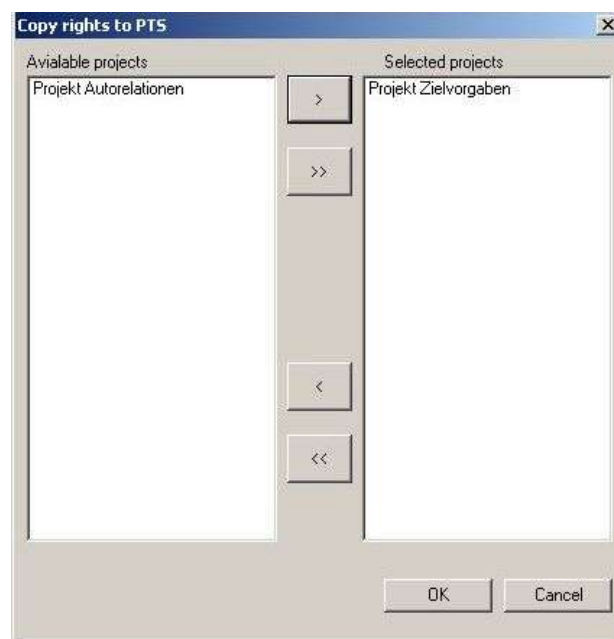 Copy rights to PTS
Avialable projects
Selected projects
Projekt Autorelationen
Projekt Zielvorgaben
>
>>
<
<<
OK
Cancel